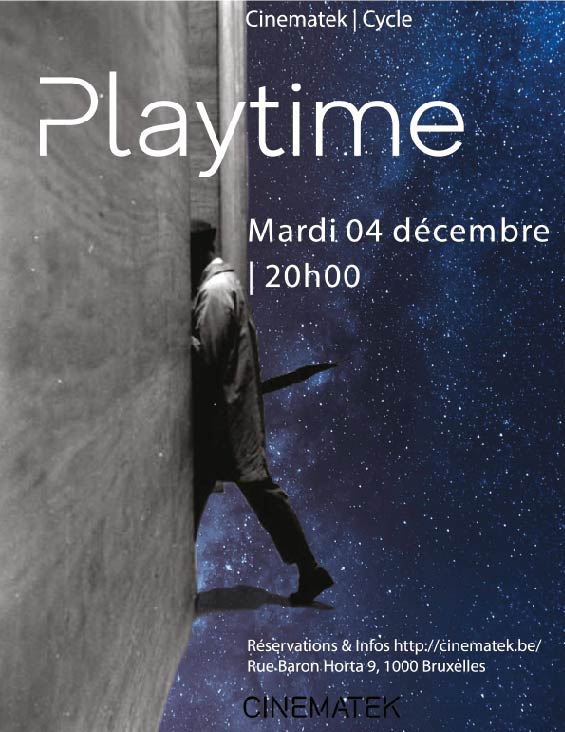 Cinematek | Cycle
Playtime
Mardi 04 décembre
| 20h00
Réservations & Infos http://cinematek.be/
Rue Baron Horta 9, 1000 Bruxelles
CINEMATEK